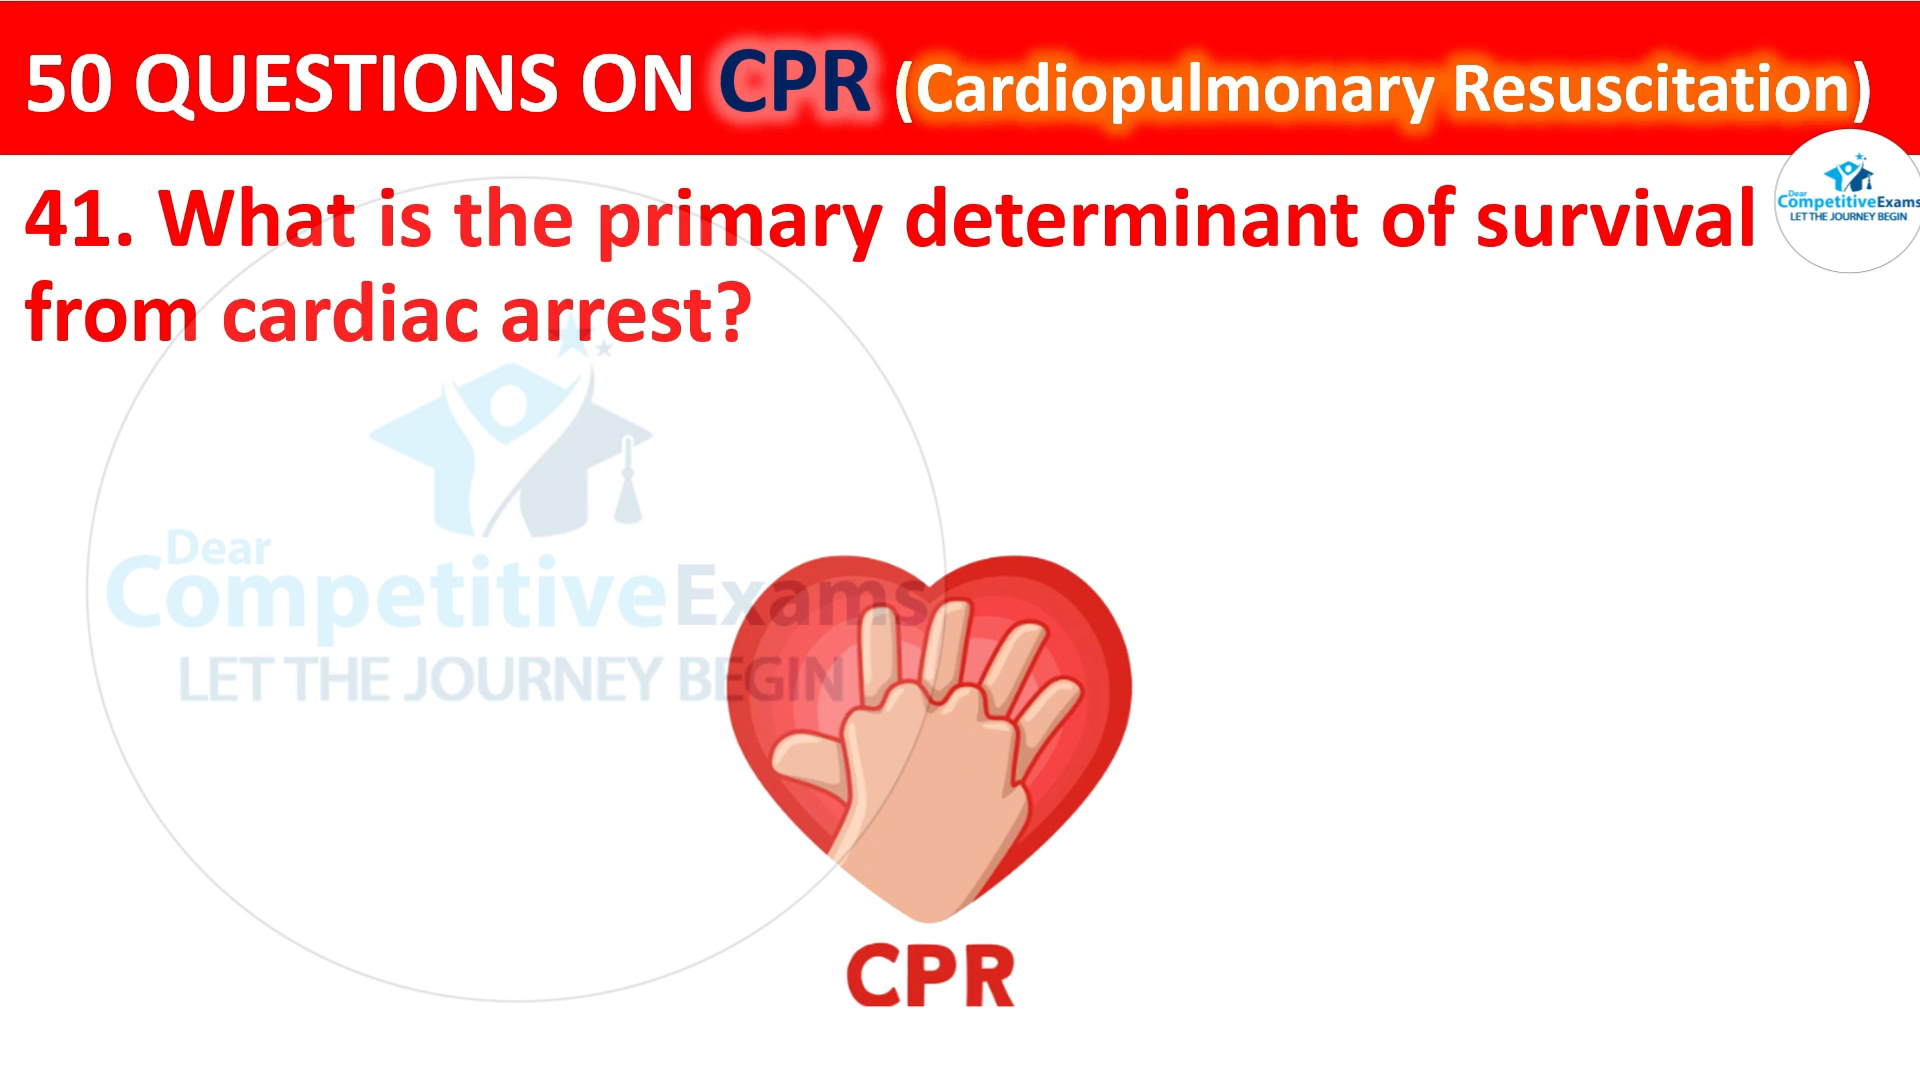 50 QUESTIONS ON CPR (Cardiopulmonary Resuscitation)
Dear
CompetitiveExams
LET THE JOURNEY BEGIN
41. What is the primary determinant of survival
from cardiac arrest?
Dear
CompetitiveExams
LET THE JOURNEY BEGIN
CPR